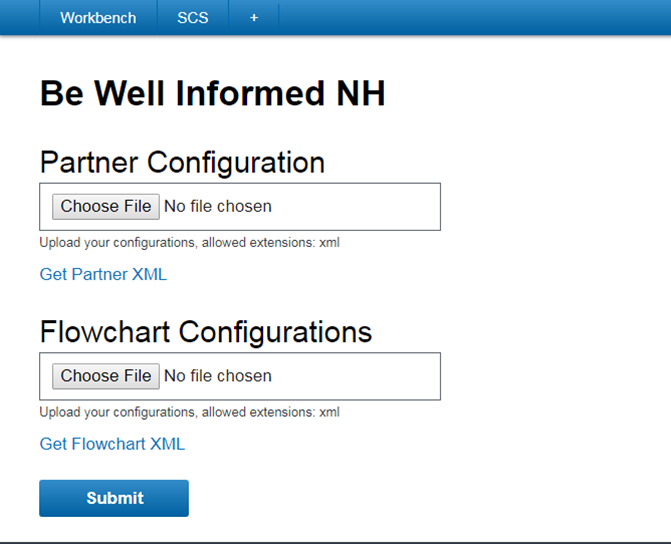 Workbench SCS +
Be Well Informed NH
Partner Configuration
Choose File No file chosen
Upload your configurations, allowed extensions: xml
Get Partner XML
Flowchart Configurations
Choose File No file chosen
Upload your configurations, allowed extensions: xml
Get Flowchart XML
Submit